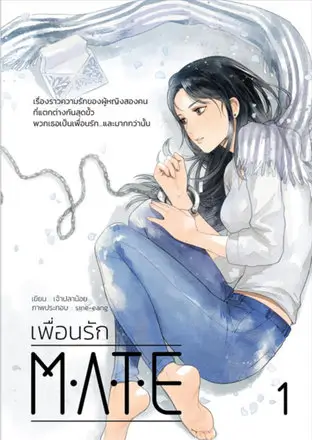 เรื่องราวความรักของผู้หญิงสองคน
ที่แตกต่างกันสุดขั้ว
พวกเธอเป็นเพื่อนรัก...และมากกว่านั้น
เขียน เจ้าปลาน้อย
ภาพประกอบ sine-eang
เพื่อนรัก
M·A·T·E
1